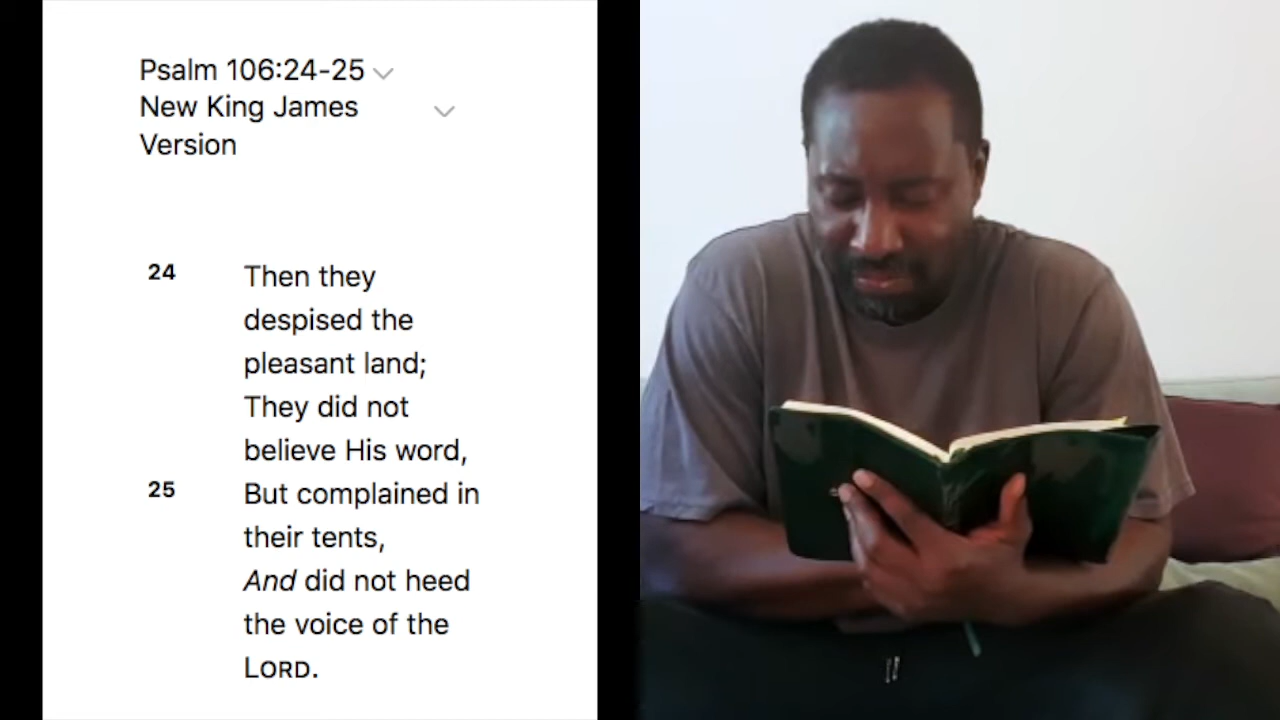 Psalm 106:24-25
New King James
Version
24 Then they
despised the
pleasant land;
They did not
believe His word,
25 But complained in
their tents,
And did not heed
the voice of the
LORD.